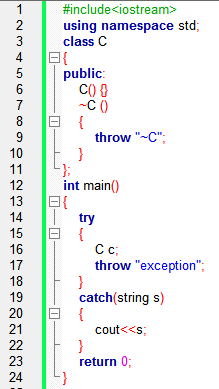 1 #include<iostream>
2 using namespace std;
3 class C
4 {
5 public:
6 C() {}
7 ~C ()
8 {
9 throw "~C";
10 }
11 };
12 int main()
13 {
14 try
15 {
16 C c;
17 throw "exception";
18 }
19 catch(string s)
20 {
21 cout<<s;
22 }
23 return 0;
24 }